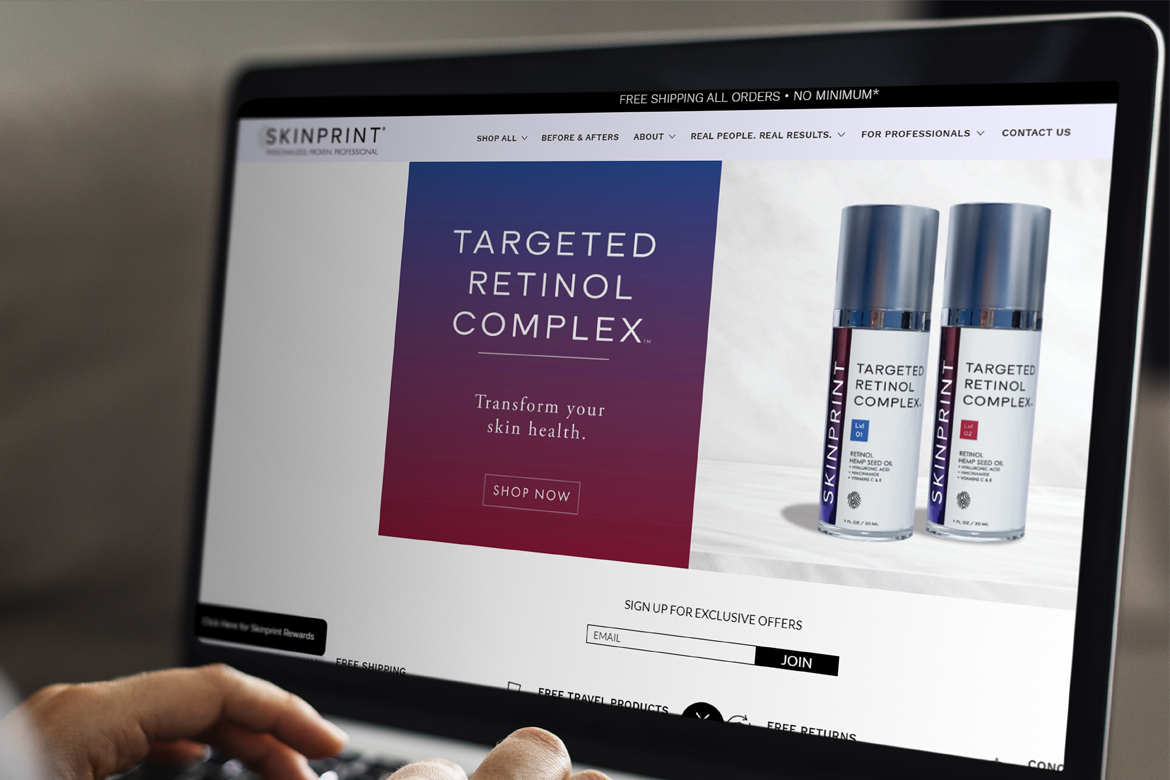 FREE SHIPPING ALL ORDERS • NO MINIMUM*
SKINPRINT®
PERSONALIZED. PROVEN. PROFESSIONAL
SHOP ALL
BEFORE & AFTERS
ABOUT
REAL PEOPLE. REAL RESULTS.
FOR PROFESSIONALS
CONTACT US
TARGETED
RETINOL
COMPLEX™
Transform your
skin health.
SHOP NOW
SKINPRINT
TARGETED
RETINOL
COMPLEX™
Lvl
01
RETINOL
HEMP SEED OIL
• HYALURONIC ACID
• NIACINAMIDE
• VITAMINS C & E
1 FL OZ / 30 ML
SKINPRINT
TARGETED
RETINOL
COMPLEX™
Lvl
02
RETINOL
HEMP SEED OIL
• HYALURONIC ACID
• NIACINAMIDE
• VITAMINS C & E
1 FL OZ / 30 ML
SIGN UP FOR EXCLUSIVE OFFERS
EMAIL
JOIN
Click Here for Skinprint Rewards
FREE SHIPPING
FREE TRAVEL PRODUCTS
FREE RETURNS